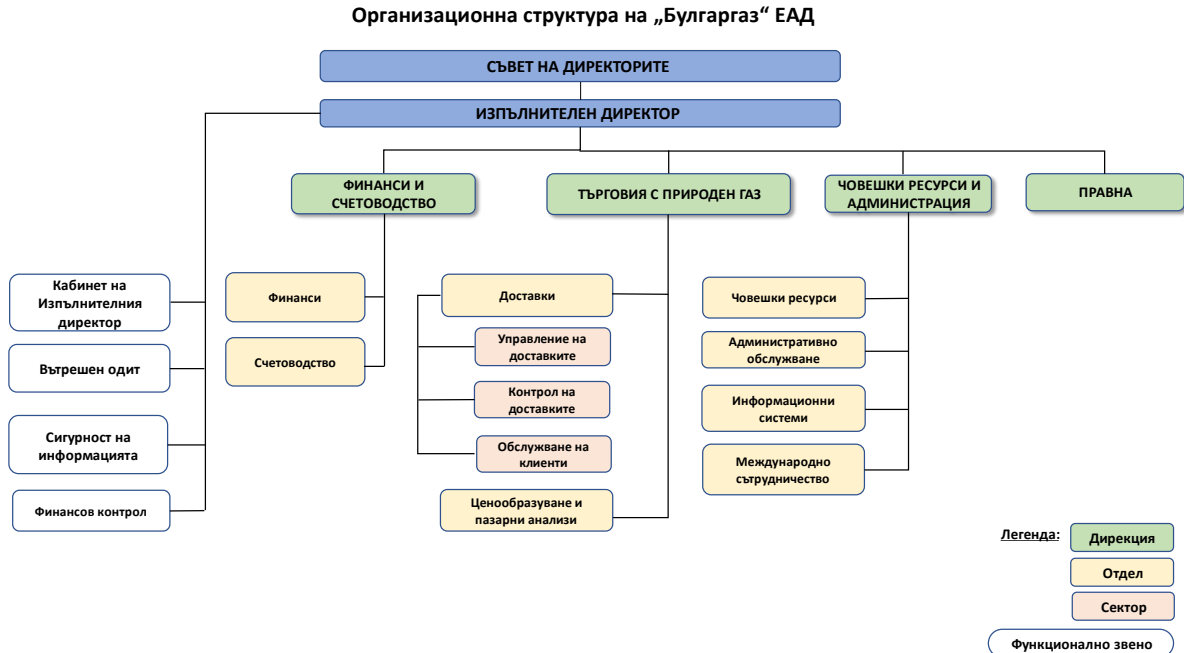 Организационна структура на „Булгаргаз“ ЕАД
СЪВЕТ НА ДИРЕКТОРИТЕ
ИЗПЪЛНИТЕЛЕН ДИРЕКТОР
ФИНАНСИ И
СЧЕТОВОДСТВО
ТЪРГОВИЯ С ПРИРОДЕН ГАЗ
ЧОВЕШКИ РЕСУРСИ И
АДМИНИСТРАЦИЯ
ПРАВНА
Кабинет на
Изпълнителния
директор
Вътрешен одит
Сигурност на
информацията
Финансов контрол
Финанси
Счетоводство
Доставки
Управление на
доставките
Контрол на
доставките
Обслужване на
клиенти
Ценообразуване и
пазарни анализи
Човешки ресурси
Административно
обслужване
Информационни
системи
Международно
сътрудничество
Легенда:
Дирекция
Отдел
Сектор
Функционално звено